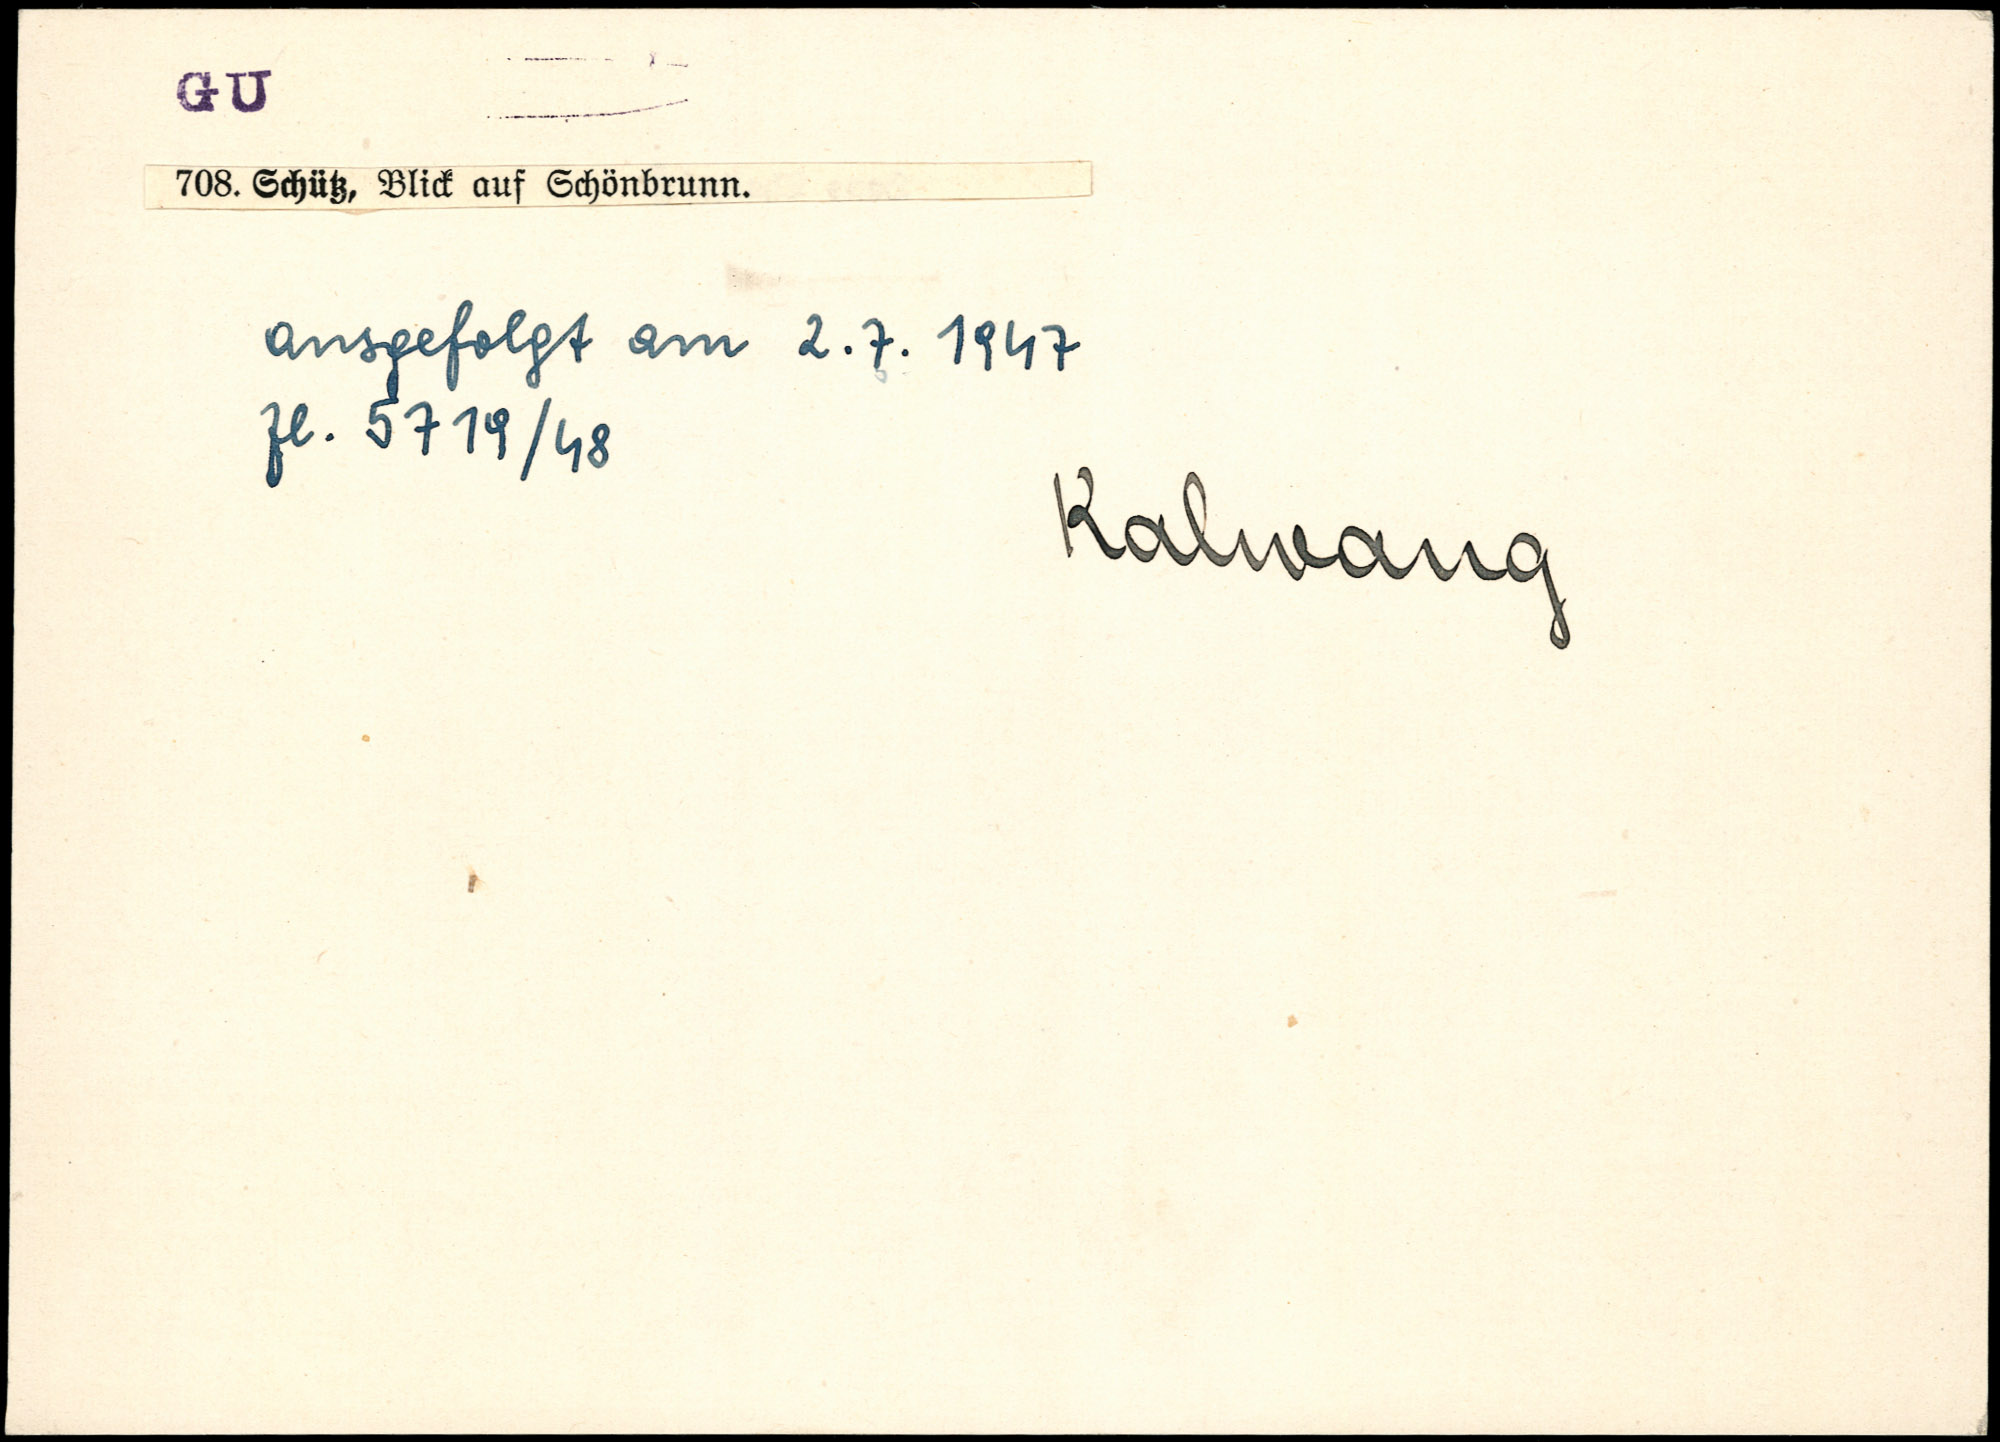 GU
708. Schütz, Blick auf Schönbrunn.
ausgefolgt am 2.7. 1947
Zl. 5719/48
Kalwang